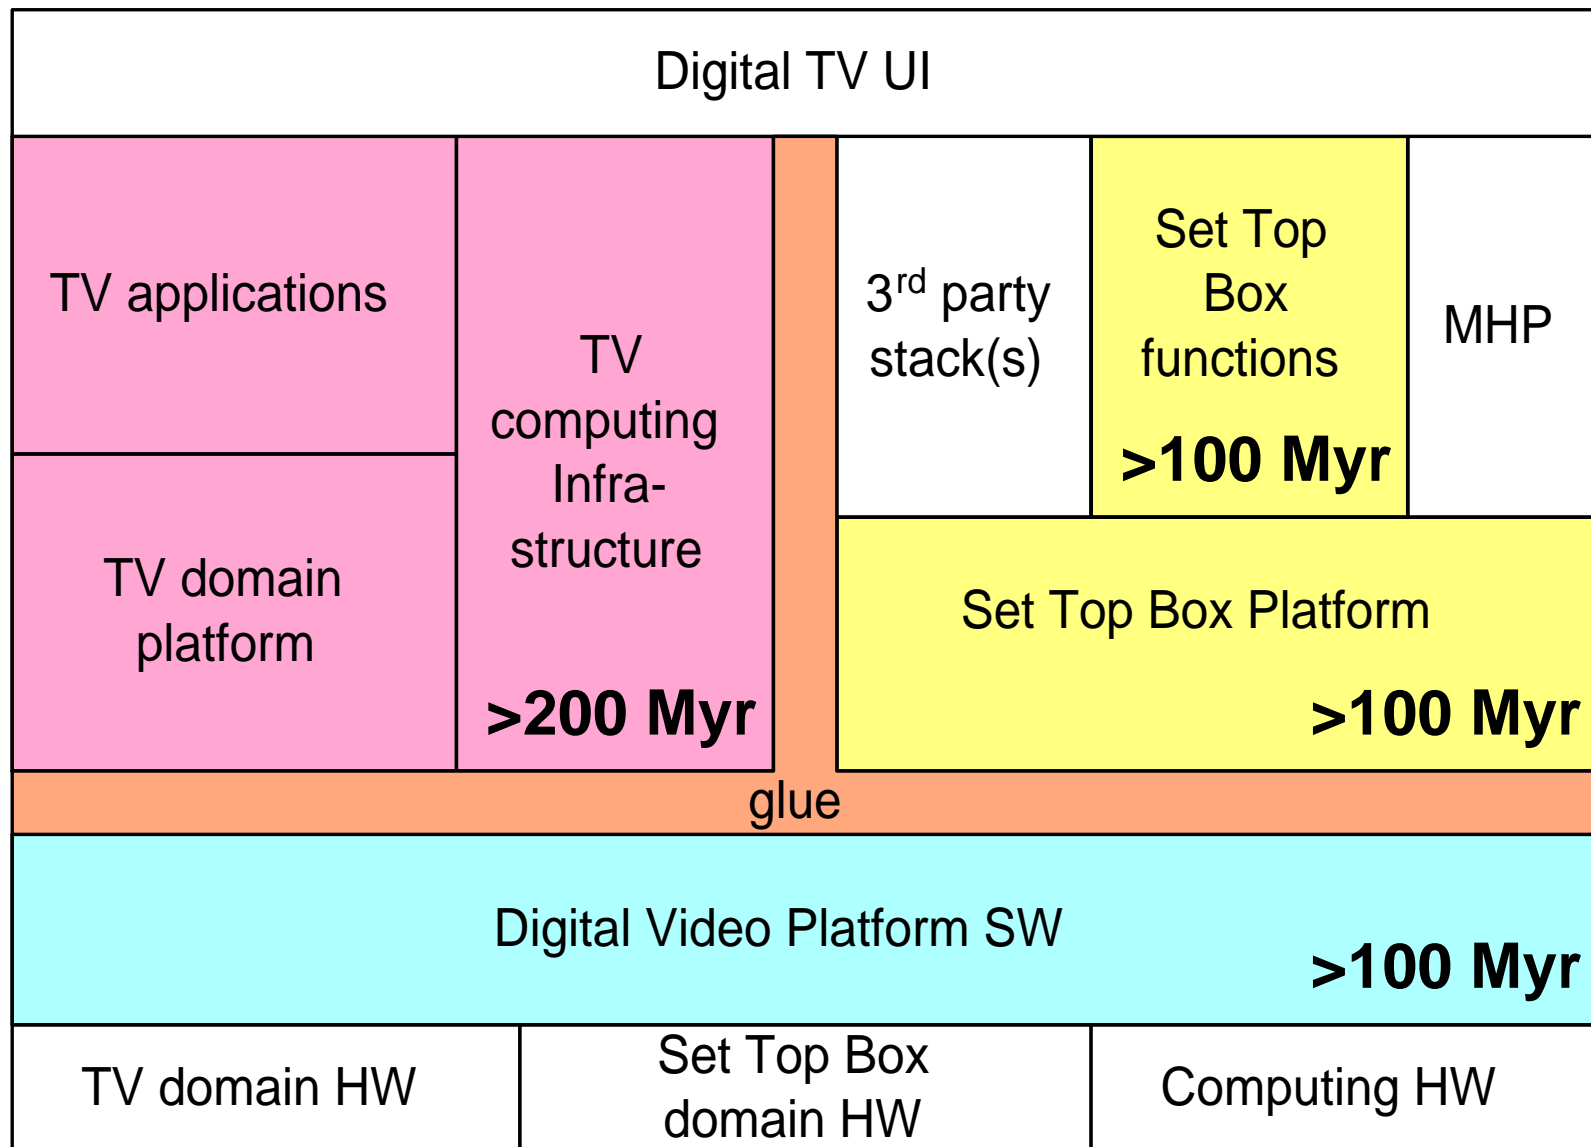 Digital TV UI
TV applications
TV domain
platform
TV
computing
Infra-
structure
>200 Myr
3rd party
stack(s)
Set Top
Box
functions
>100 Myr
MHP
Set Top Box Platform
>100 Myr
glue
Digital Video Platform SW
>100 Myr
TV domain HW
Set Top Box
domain HW
Computing HW